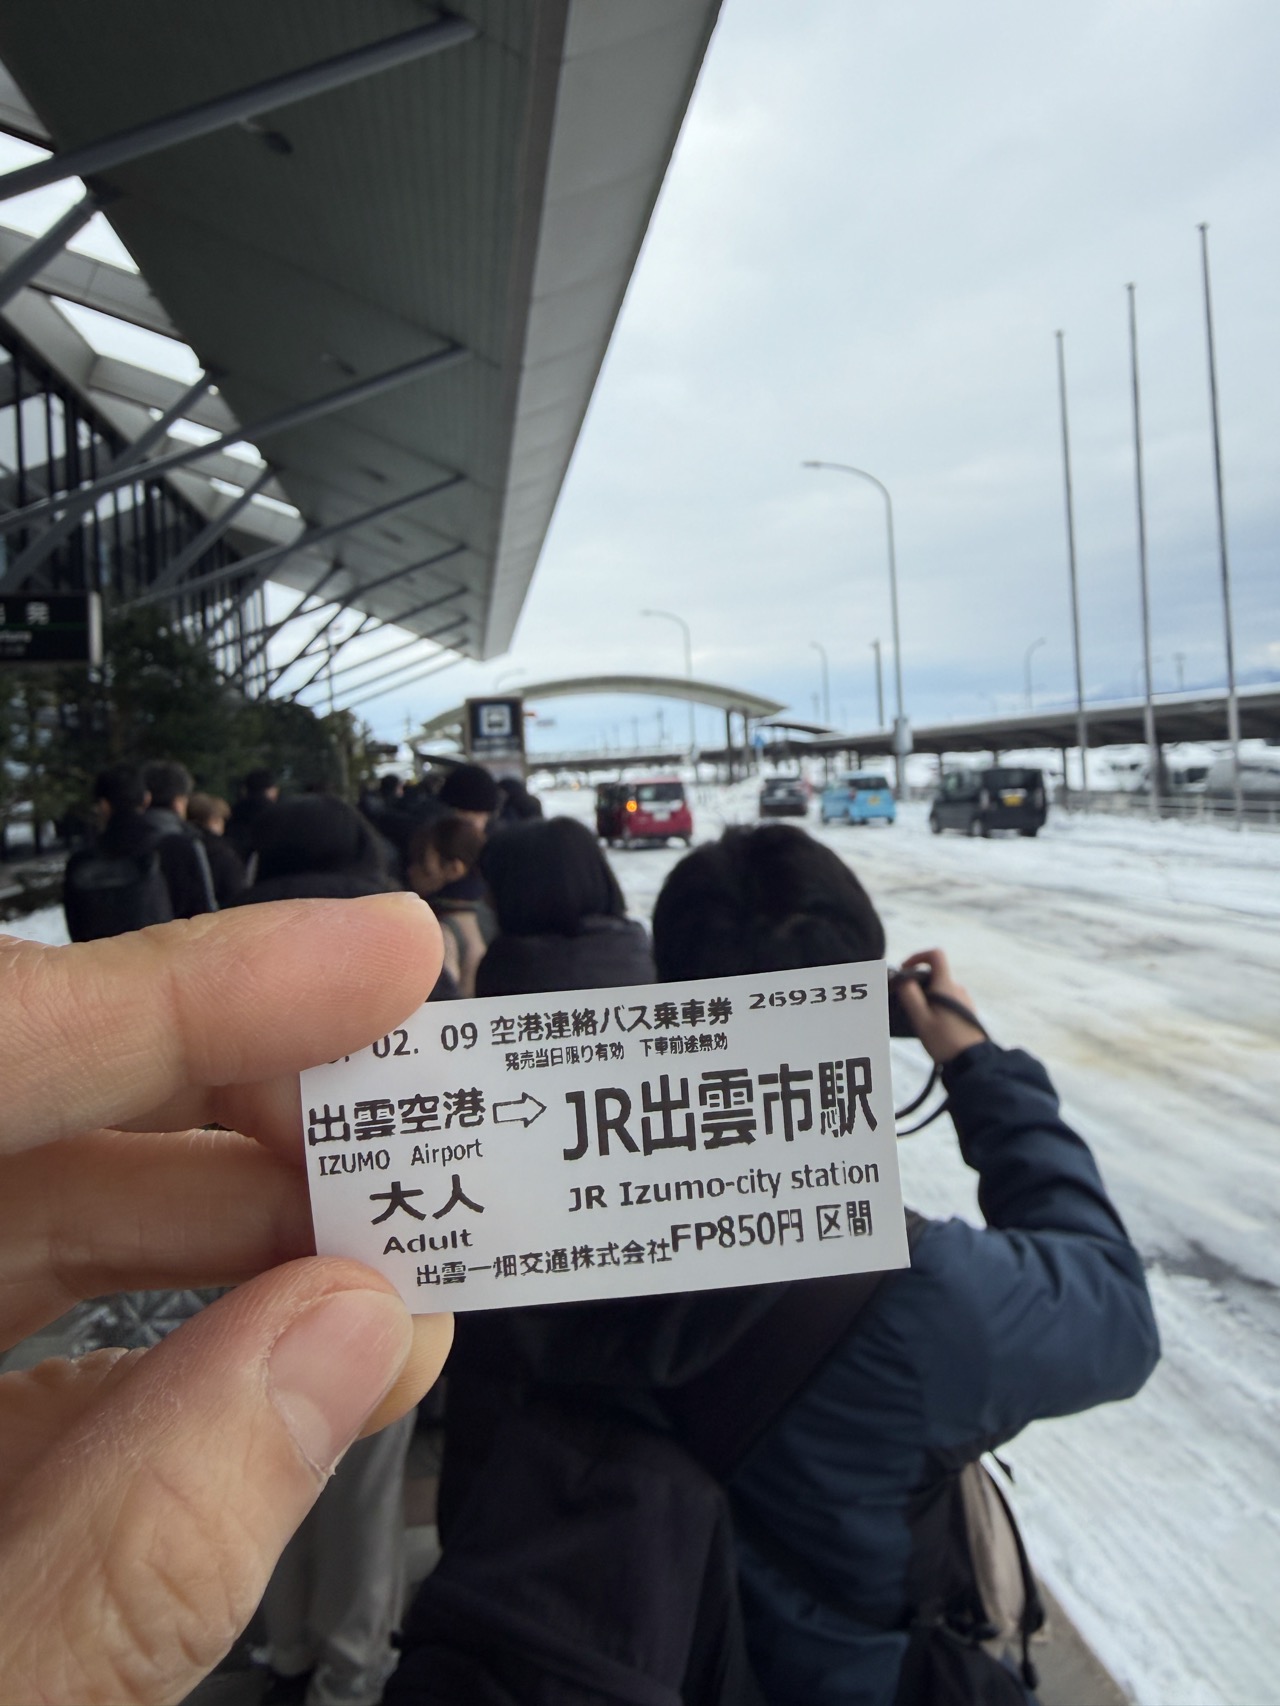 発
02. 09 空港連絡バス乗車券 269335
発売当日限り有効 下車前途無効
出雲空港⇨JR出雲市駅
IZUMO Airport
JR Izumo-city station
大人
Adult
FP850円区間
出雲一畑交通株式会社